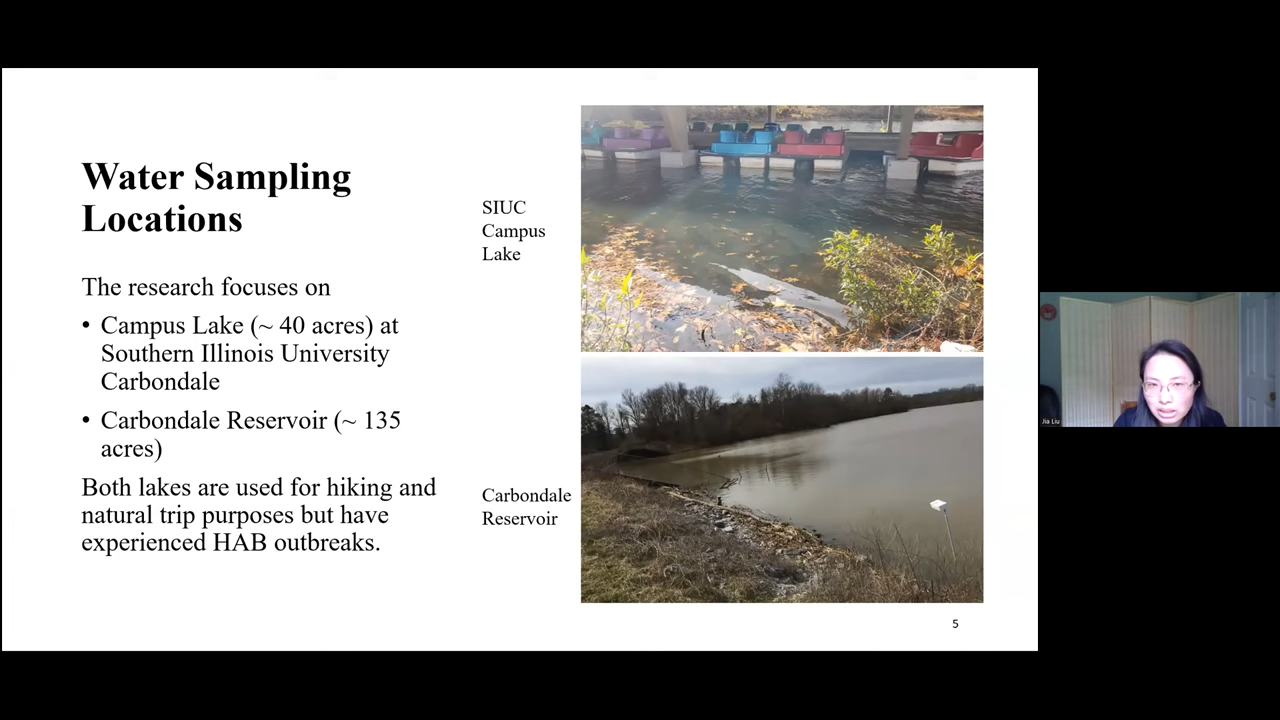 Water Sampling
Locations
The research focuses on
• Campus Lake (~ 40 acres) at
Southern Illinois University
Carbondale
• Carbondale Reservoir (~ 135
acres)
Both lakes are used for hiking and
natural trip purposes but have
experienced HAB outbreaks.
SIUC
Campus
Lake
Carbondale
Reservoir
5
Jia Liu